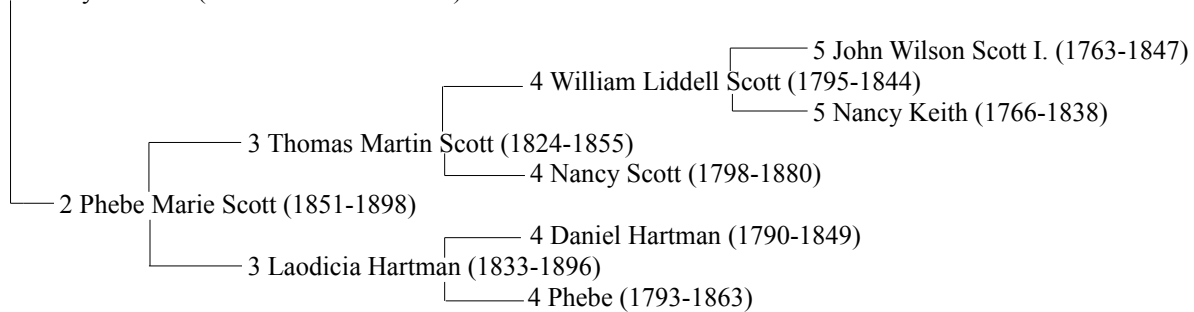 5 John Wilson Scott I. (1763-1847)
4 William Liddell Scott (1795-1844)
5 Nancy Keith (1766-1838)
3 Thomas Martin Scott (1824-1855)
4 Nancy Scott (1798-1880)
2 Phebe Marie Scott (1851-1898)
4 Daniel Hartman (1790-1849)
3 Laodicia Hartman (1833-1896)
4 Phebe (1793-1863)